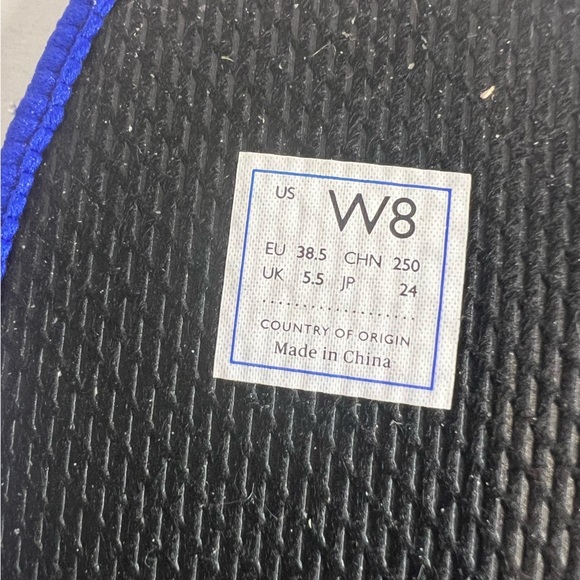 US W8
EU 38.5 CHN 250
UK 5.5 JP 24
COUNTRY OF ORIGIN
Made in China